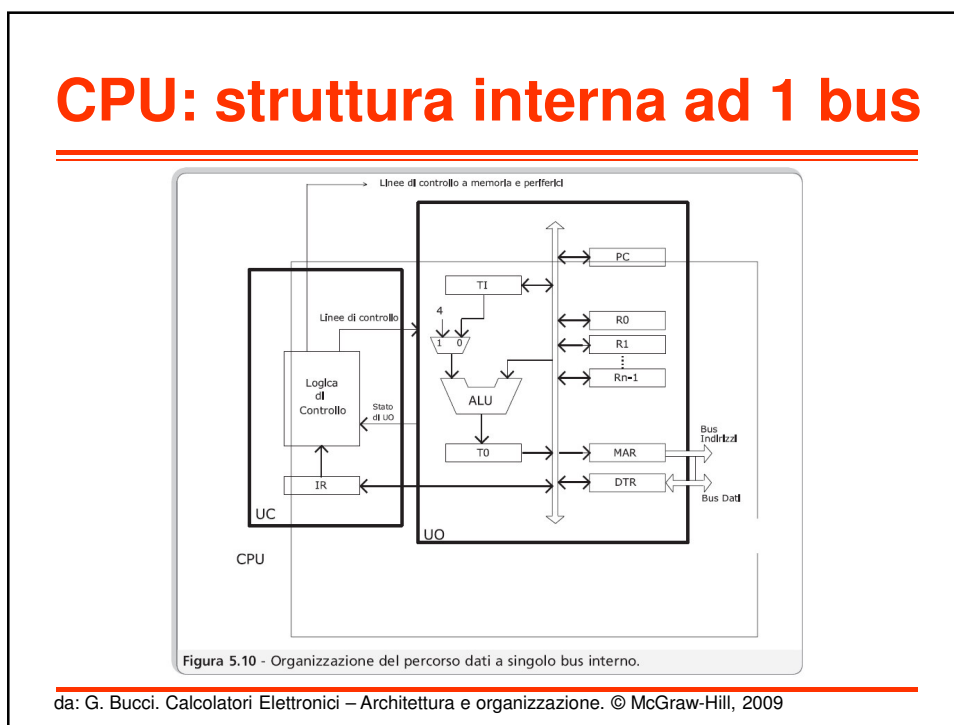 CPU: struttura interna ad 1 bus
Linee di controllo a memoria e periferici
PC
TI
4
Linee di controllo
R0
1 0
R1
Rn-1
Logica
di
Controllo
ALU
Stato
di UO
Bus
Indirizzi
T0
MAR
IR
DTR
Bus Dati
UC
UO
CPU
Figura 5.10 - Organizzazione del percorso dati a singolo bus interno.
da: G. Bucci. Calcolatori Elettronici – Architettura e organizzazione. © McGraw-Hill, 2009